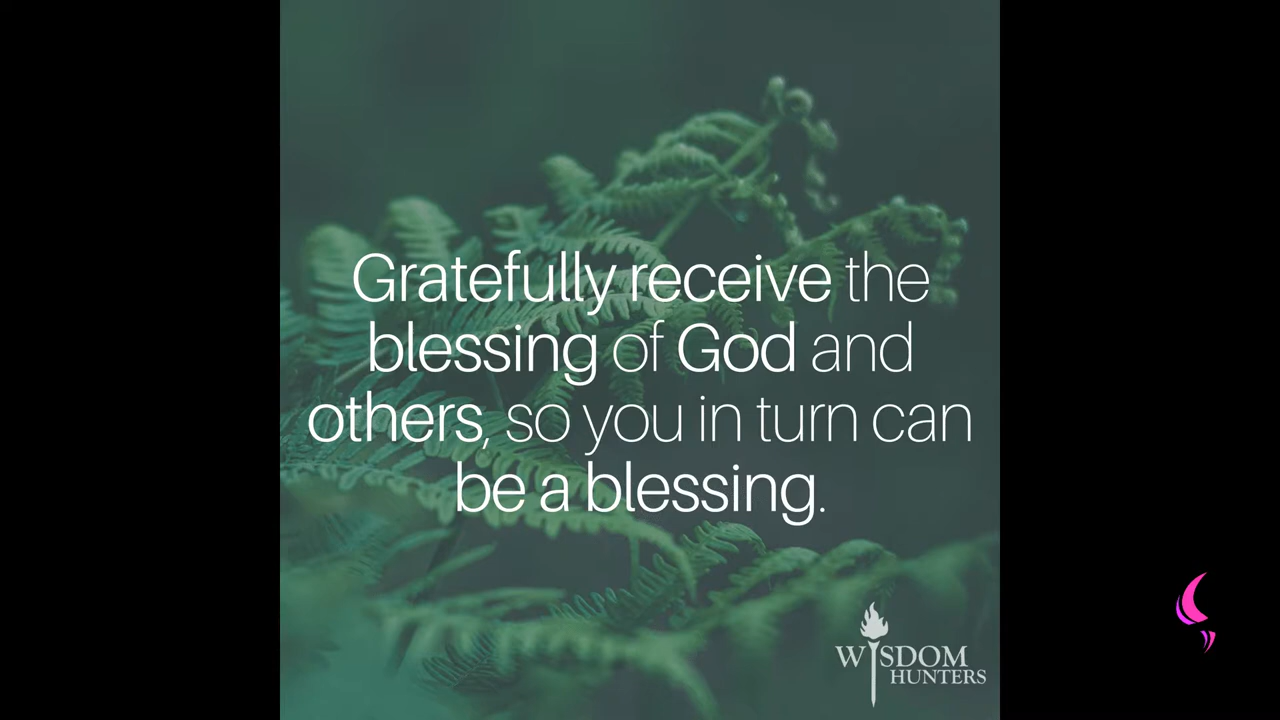 Gratefully receive the
blessing of God and
others, so you in turn can
be a blessing.
WISDOM
HUNTERS